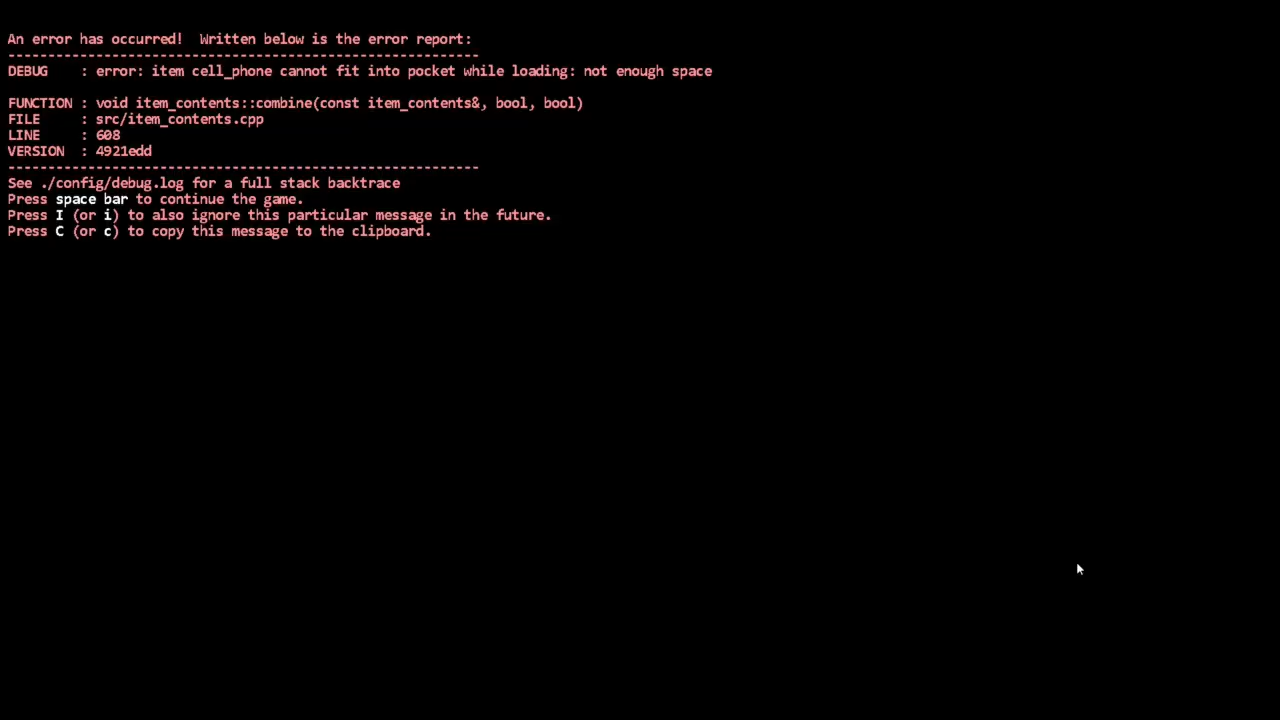 An error has occurred!  Written below is the error report:
-----------------------------------------------------------
DEBUG    : error: item cell_phone cannot fit into pocket while loading: not enough space
FUNCTION : void item_contents::combine(const item_contents&, bool, bool)
FILE     : src/item_contents.cpp
LINE     : 608
VERSION  : 4921edd
-----------------------------------------------------------
See ./config/debug.log for a full stack backtrace
Press space bar to continue the game.
Press I (or i) to also ignore this particular message in the future.
Press C (or c) to copy this message to the clipboard.